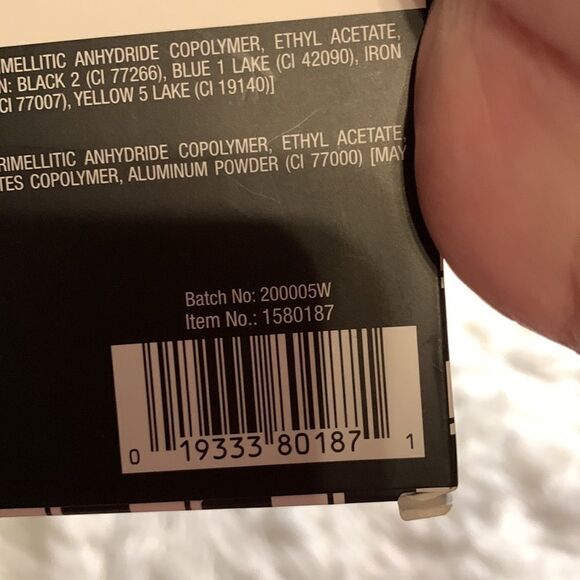 RIMELLITIC ANHYDRIDE COPOLYMER, ETHYL ACETATE,
N: BLACK 2 (CI 77266), BLUE 1 LAKE (CI 42090), IRON
CI 77007), YELLOW 5 LAKE (CI 19140)]
RIMELLITIC ANHYDRIDE COPOLYMER, ETHYL ACETATE,
TES COPOLYMER, ALUMINUM POWDER (CI 77000) [MAY
Batch No: 200005W
Item No.: 1580187
0 19333 80187 1